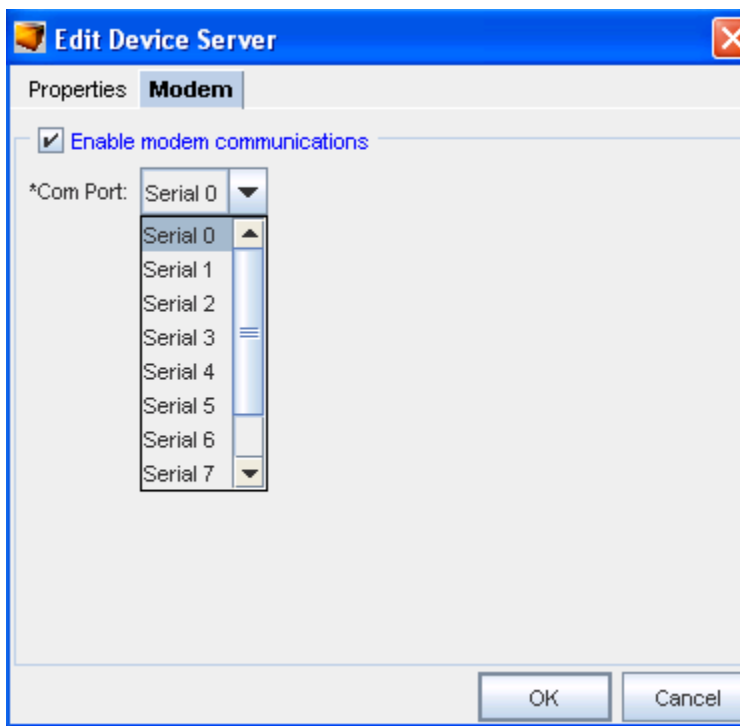 Edit Device Server
Properties Modem
Enable modem communications
*Com Port: Serial 0
Serial 0
Serial 1
Serial 2
Serial 3
Serial 4
Serial 5
Serial 6
Serial 7
OK Cancel